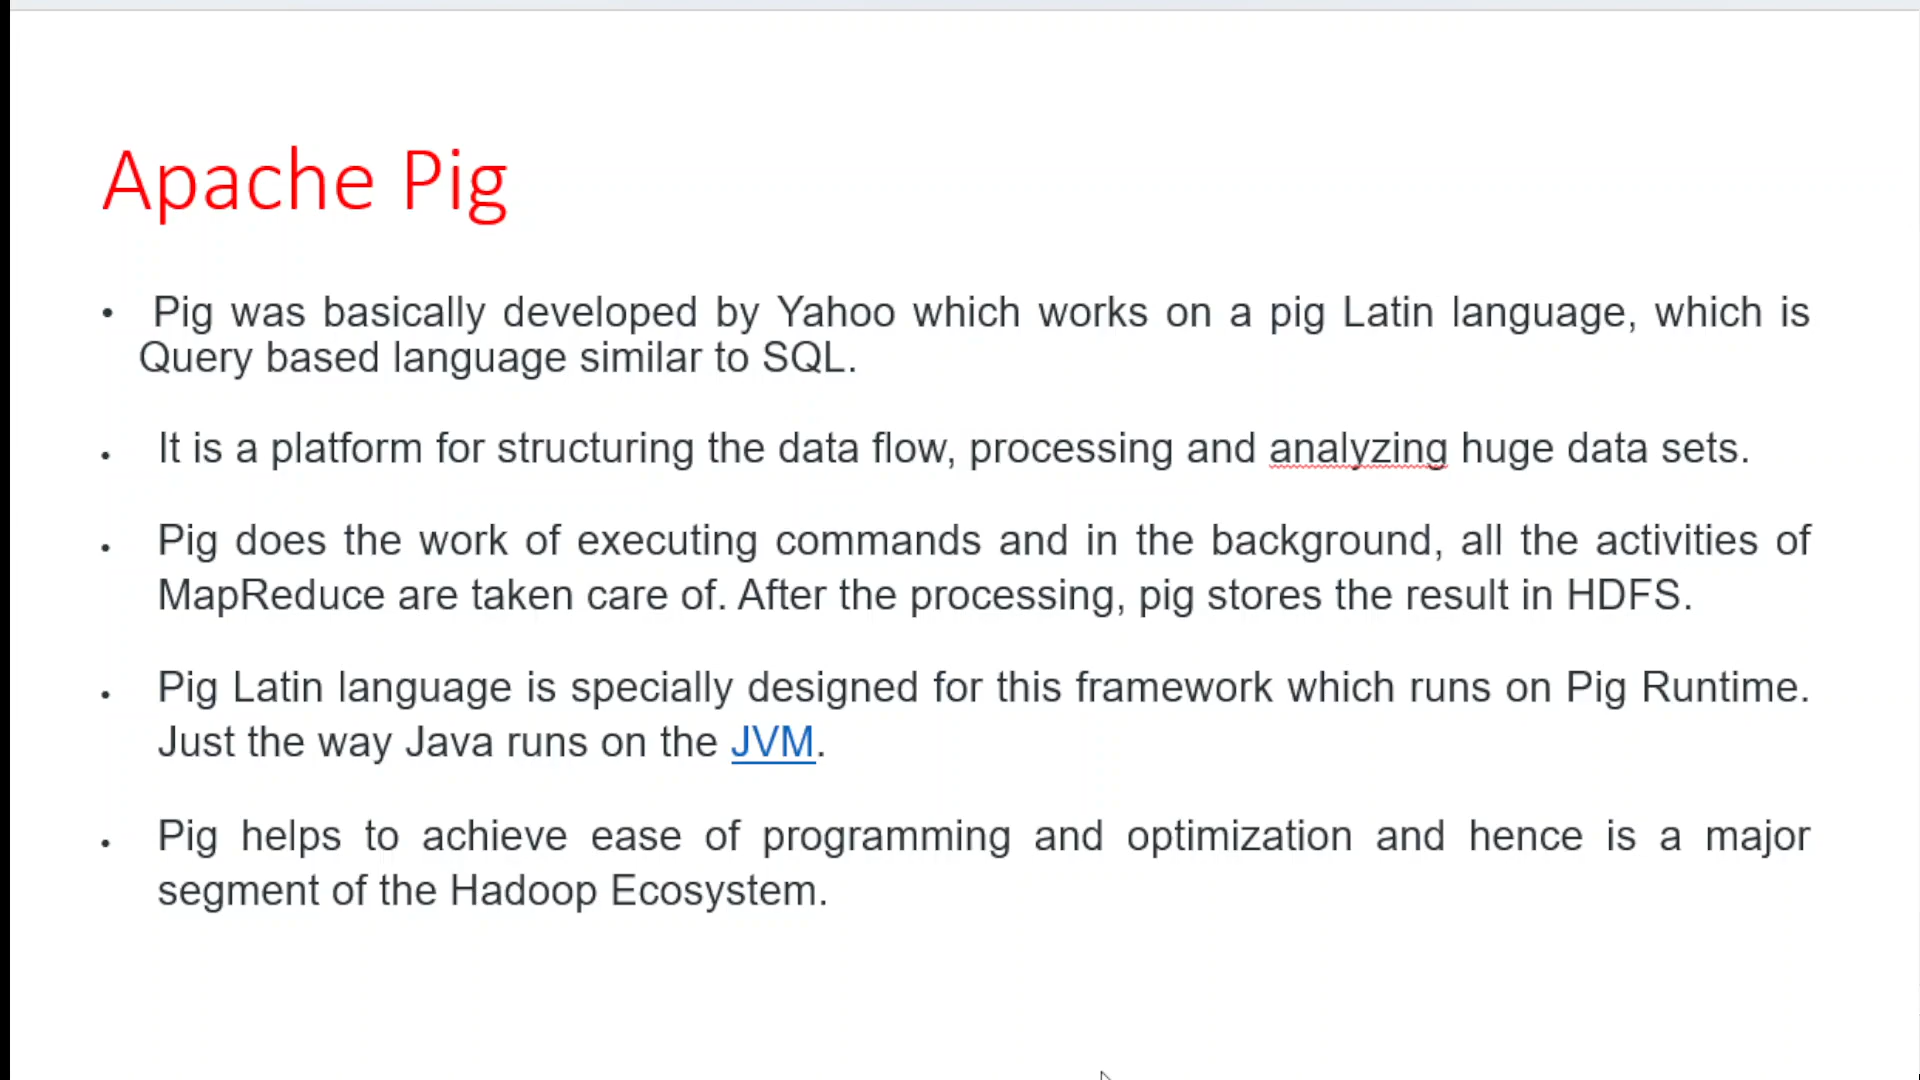 Apache Pig
• Pig was basically developed by Yahoo which works on a pig Latin language, which is
Query based language similar to SQL.
• It is a platform for structuring the data flow, processing and analyzing huge data sets.
• Pig does the work of executing commands and in the background, all the activities of
MapReduce are taken care of. After the processing, pig stores the result in HDFS.
• Pig Latin language is specially designed for this framework which runs on Pig Runtime.
Just the way Java runs on the JVM.
• Pig helps to achieve ease of programming and optimization and hence is a major
segment of the Hadoop Ecosystem.